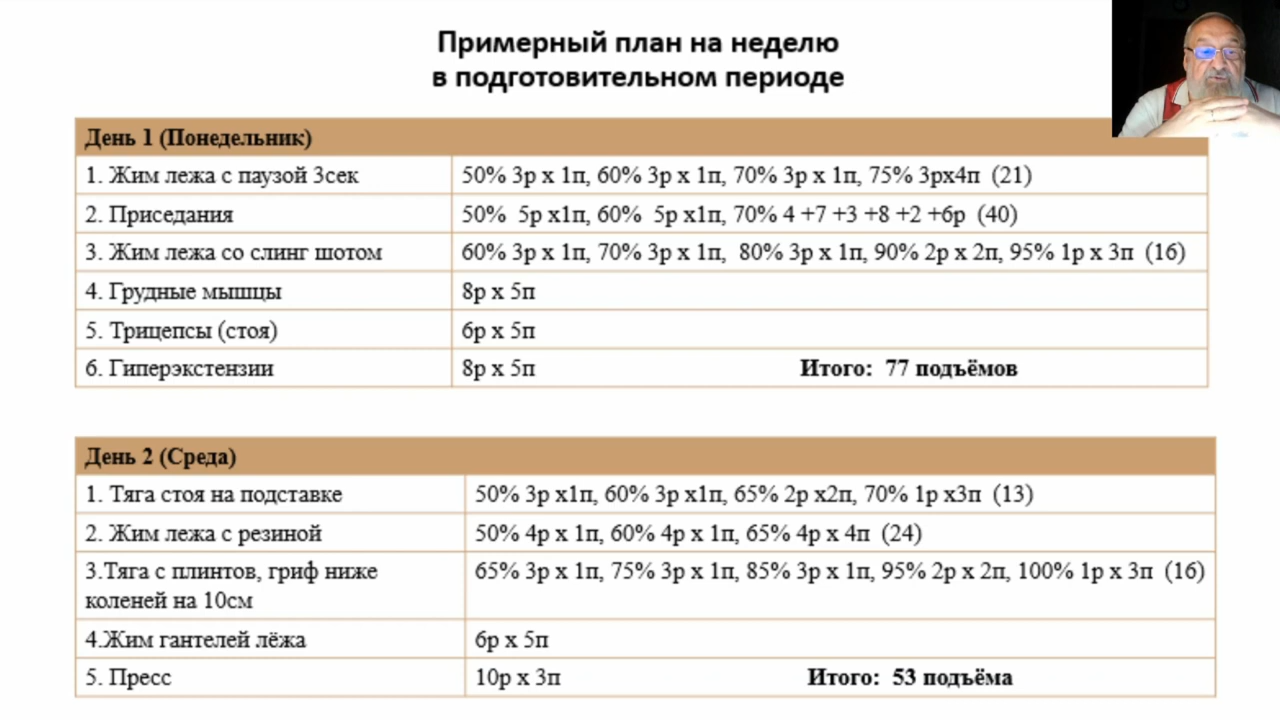 Примерный план на неделю
в подготовительном периоде
День 1 (Понедельник)
1. Жим лежа с паузой 3сек 50% 3р х 1п, 60% 3р х 1п, 70% 3р х 1п, 75% 3рх4п (21)
2. Приседания 50% 5р х1п, 60% 5р х1п, 70% 4 +7 +3 +8 +2 +6р (40)
3. Жим лежа со слинг шотом 60% 3р х 1п, 70% 3р х 1п, 80% 3р х 1п, 90% 2р х 2п, 95% 1р х 3п (16)
4. Грудные мышцы 8р х 5п
5. Трицепсы (стоя) 6р х 5п
6. Гиперэкстензии 8р х 5п Итого: 77 подъёмов
День 2 (Среда)
1. Тяга стоя на подставке 50% 3р х1п, 60% 3р х1п, 65% 2р х2п, 70% 1р х3п (13)
2. Жим лежа с резиной 50% 4р х 1п, 60% 4р х 1п, 65% 4р х 4п (24)
3.Тяга с плинтов, гриф ниже 65% 3р х 1п, 75% 3р х 1п, 85% 3р х 1п, 95% 2р х 2п, 100% 1р х 3п (16)
коленей на 10см
4.Жим гантелей лёжа 6р х 5п
5. Пресс 10р х 3п Итого: 53 подъёма